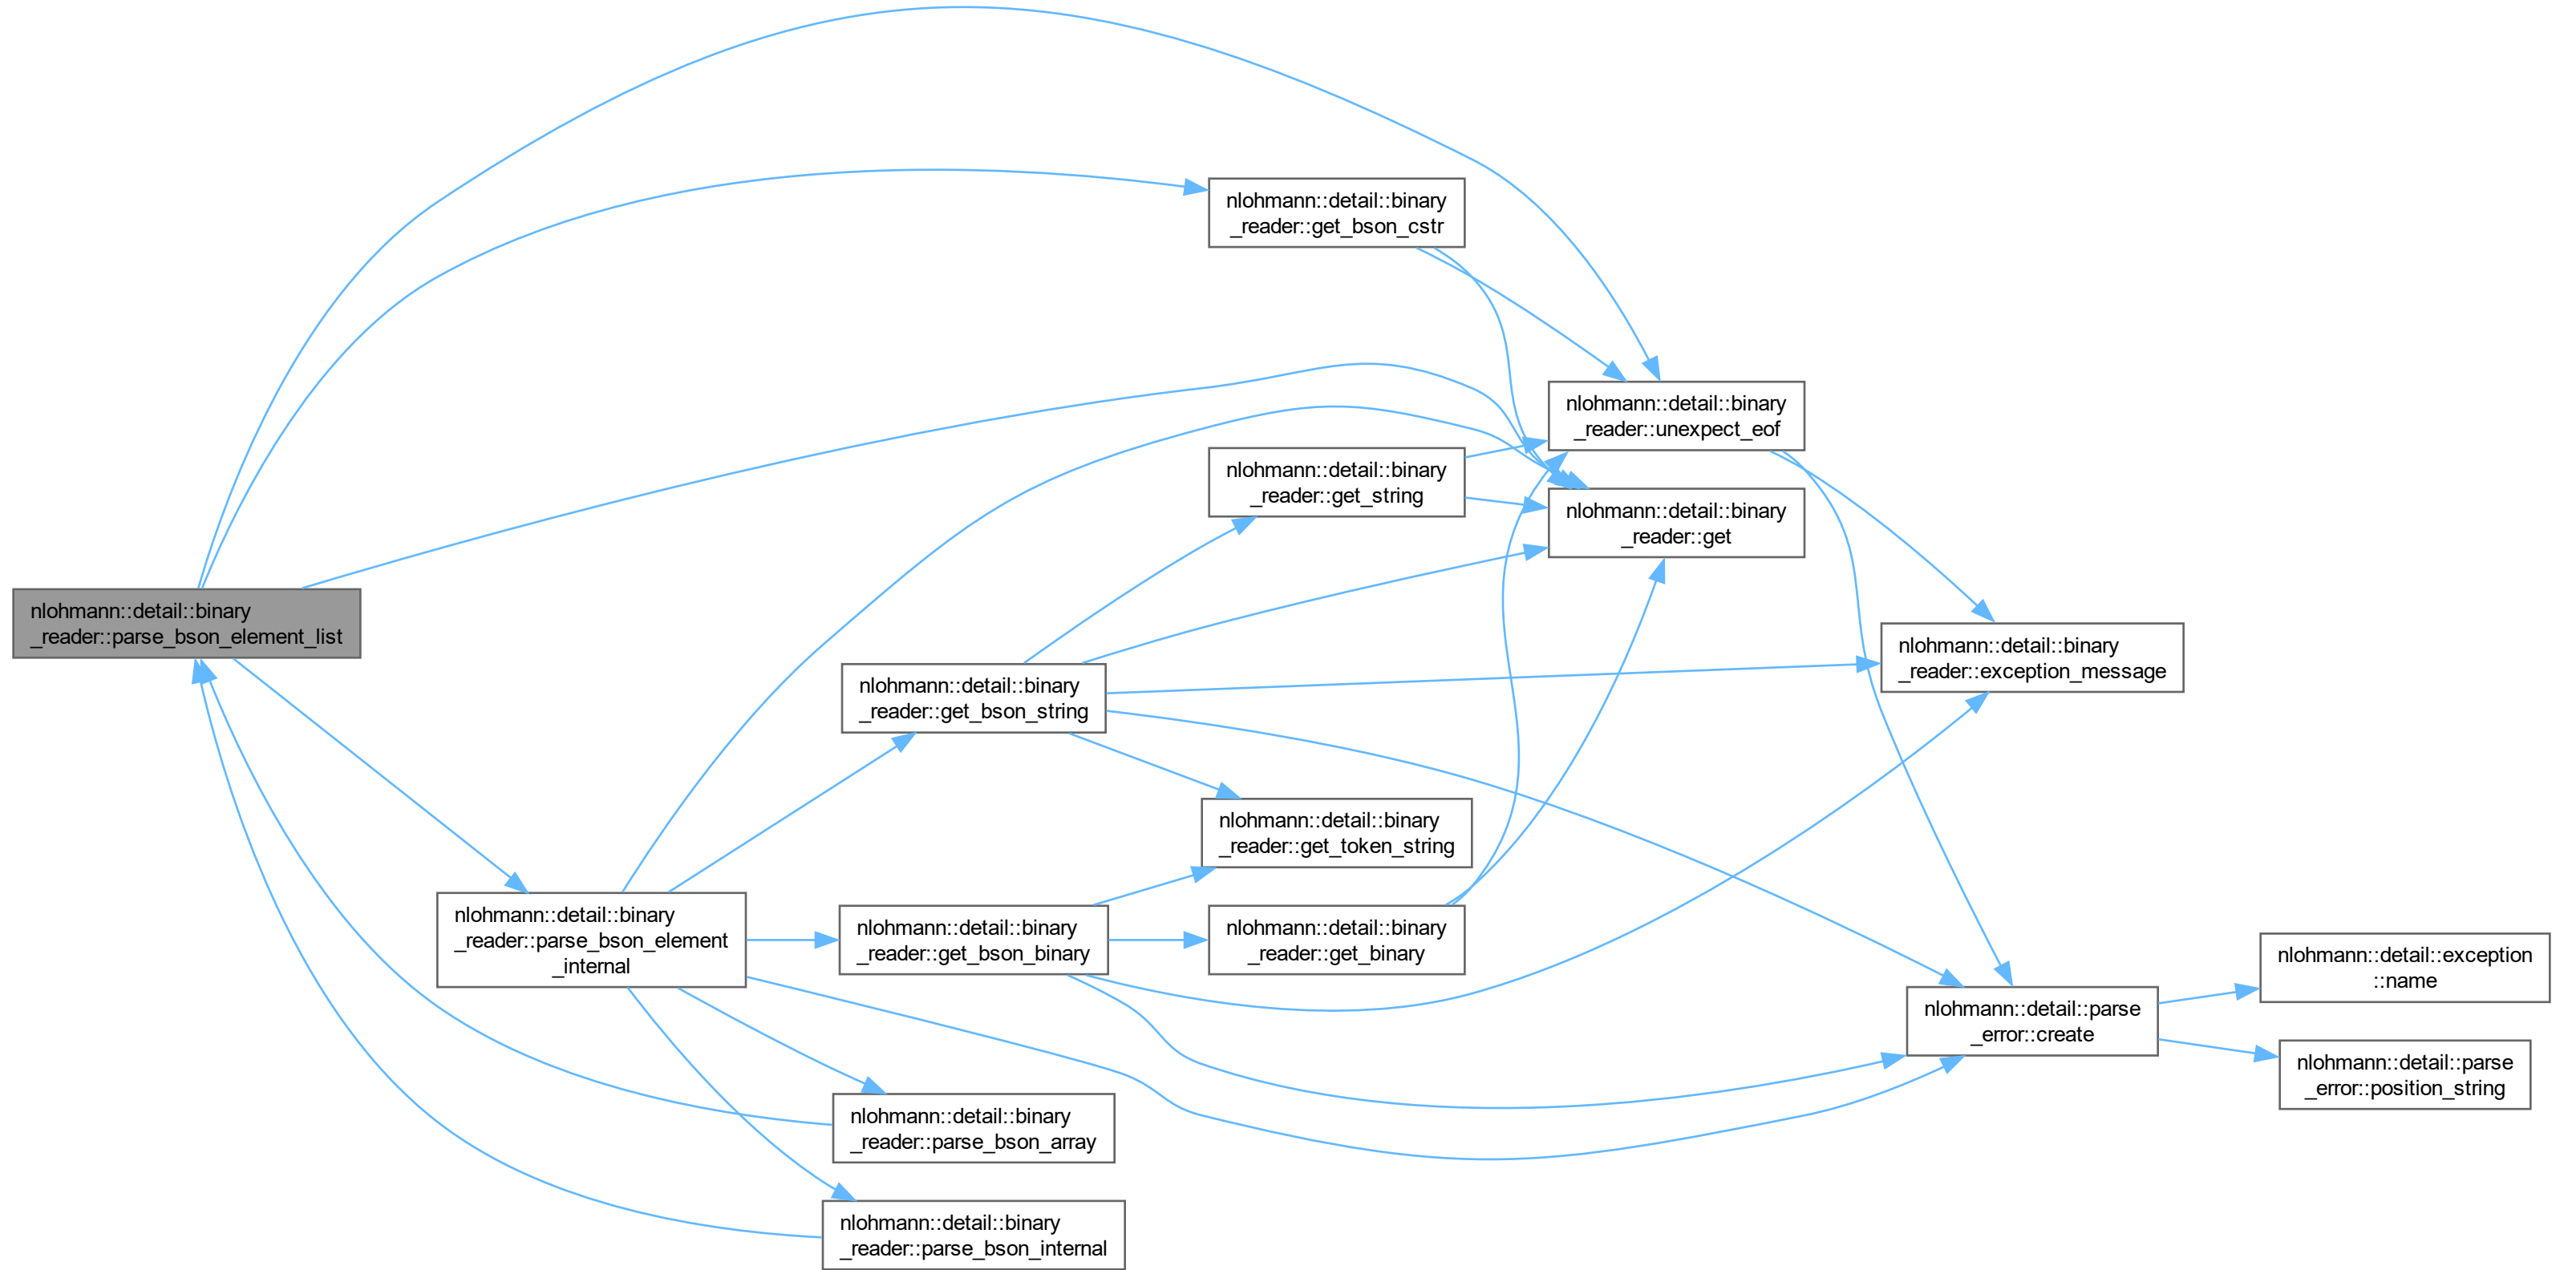 nlohmann::detail::binary
_reader::parse_bson_element_list
nlohmann::detail::binary
_reader::get_bson_cstr
nlohmann::detail::binary
_reader::unexpect_eof
nlohmann::detail::binary
_reader::get_string
nlohmann::detail::binary
_reader::get
nlohmann::detail::binary
_reader::exception_message
nlohmann::detail::binary
_reader::get_bson_string
nlohmann::detail::binary
_reader::get_token_string
nlohmann::detail::binary
_reader::parse_bson_element
_internal
nlohmann::detail::binary
_reader::get_bson_binary
nlohmann::detail::binary
_reader::get_binary
nlohmann::detail::exception
::name
nlohmann::detail::parse
_error::create
nlohmann::detail::parse
_error::position_string
nlohmann::detail::binary
_reader::parse_bson_array
nlohmann::detail::binary
_reader::parse_bson_internal